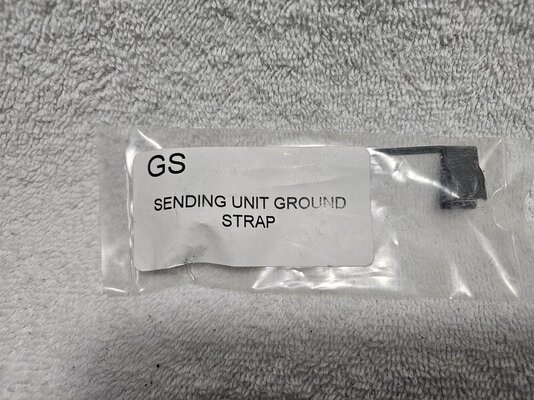 GS
SENDING UNIT GROUND
STRAP